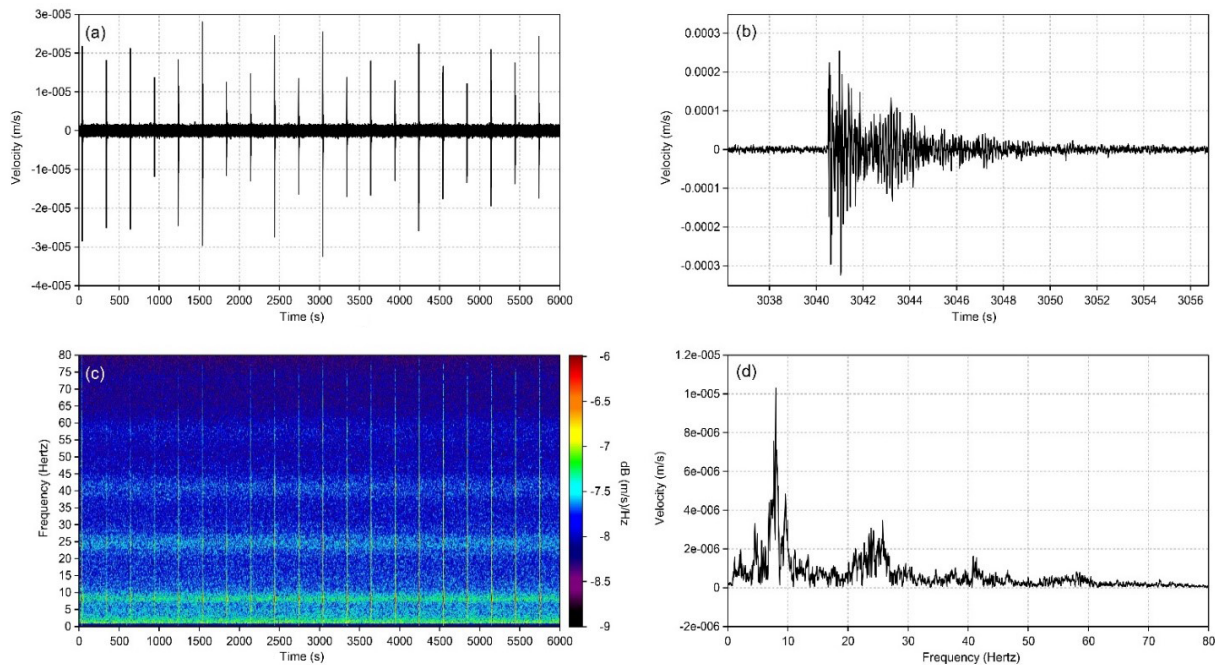 (a)
Velocity (m/s)
3e-005
2e-005
1e-005
0
-1e-005
-2e-005
-3e-005
-4e-005
0 500 1000 1500 2000 2500 3000 3500 4000 4500 5000 5500 6000
Time (s)
(b)
Velocity (m/s)
0.0003
0.0002
0.0001
0
-0.0001
-0.0002
-0.0003
3038 3040 3042 3044 3046 3048 3050 3052 3054 3056
Time (s)
(c)
Frequency (Hertz)
80
75
70
65
60
55
50
45
40
35
30
25
20
15
10
5
0
0 500 1000 1500 2000 2500 3000 3500 4000 4500 5000 5500 6000
Time (s)
-6
-6.5
-7
-7.5
-8
-8.5
-9
dB (m/s)/Hz
(d)
Velocity (m/s)
1.2e-005
1e-005
8e-006
6e-006
4e-006
2e-006
0
-2e-006
0 10 20 30 40 50 60 70 80
Frequency (Hertz)